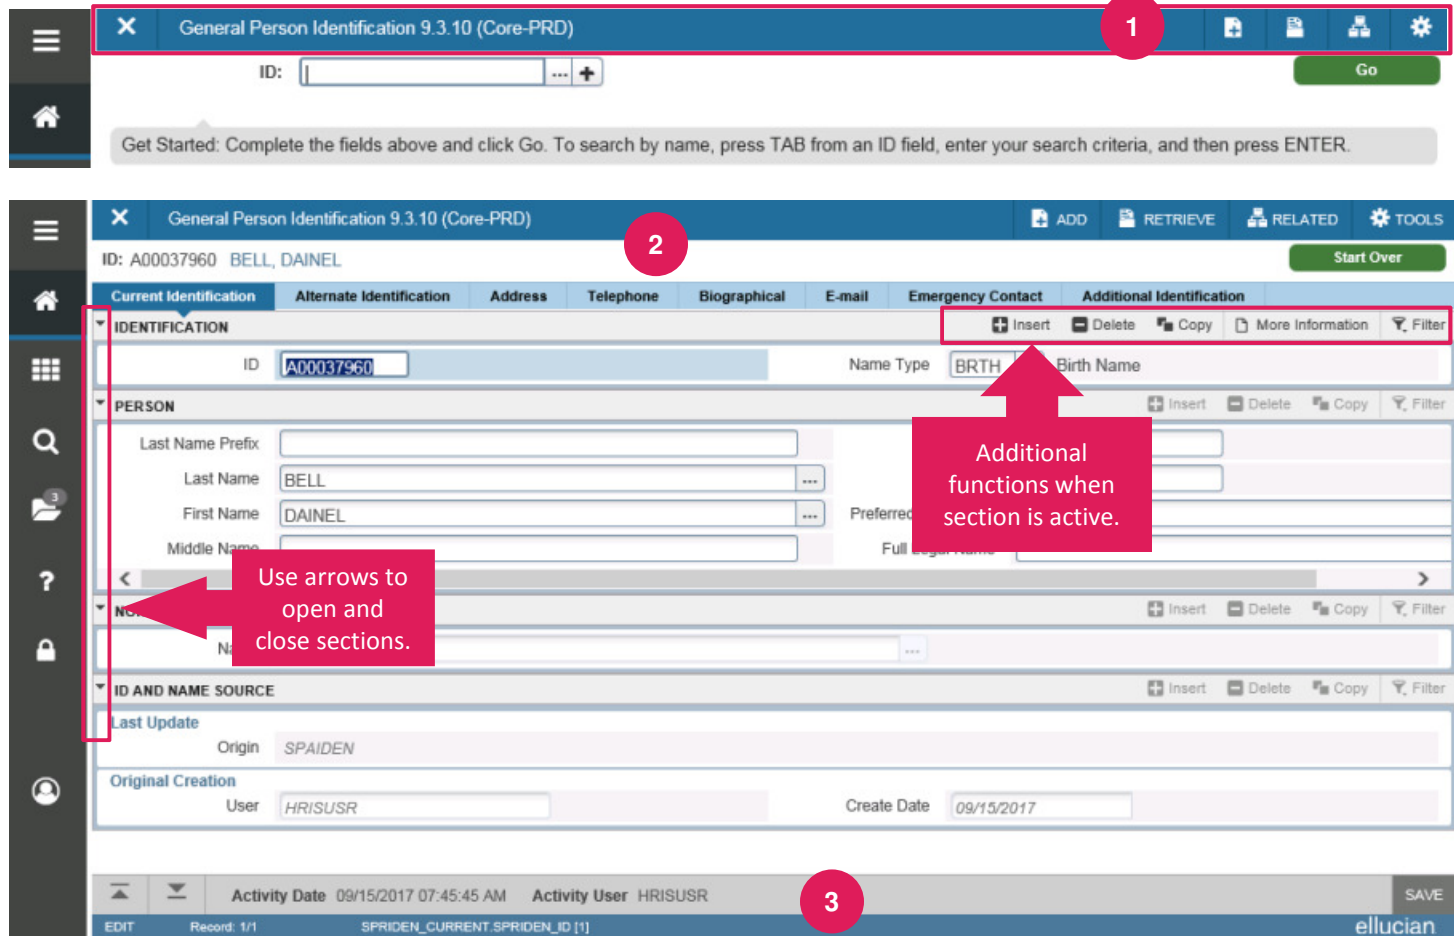 General Person Identification 9.3.10 (Core-PRD)
1
ID:
...
Go
Get Started: Complete the fields above and click Go. To search by name, press TAB from an ID field, enter your search criteria, and then press ENTER.
General Person Identification 9.3.10 (Core-PRD)
2
ADD RETRIEVE RELATED TOOLS
ID: A00037960 BELL, DAINEL
Start Over
Current Identification Alternate Identification Address Telephone Biographical E-mail Emergency Contact Additional Identification
IDENTIFICATION
Insert Delete Copy More Information Filter
ID A00037960 Name Type BRTH Birth Name
PERSON
Insert Delete Copy Filter
Last Name Prefix
Last Name BELL ...
First Name DAINEL ... Preferred
Middle Name Full Legal Name
Additional
functions when
section is active.
3
?
Use arrows to
open and
close sections.
Insert Delete Copy Filter
...
ID AND NAME SOURCE
Insert Delete Copy Filter
Last Update
Origin SPAIDEN
Original Creation
User HRISUSR Create Date 09/15/2017
Activity Date 09/15/2017 07:45:45 AM Activity User HRISUSR
3
SAVE
EDIT Record: 1/1 SPRIDEN_CURRENT.SPRIDEN_ID [1]
ellucian